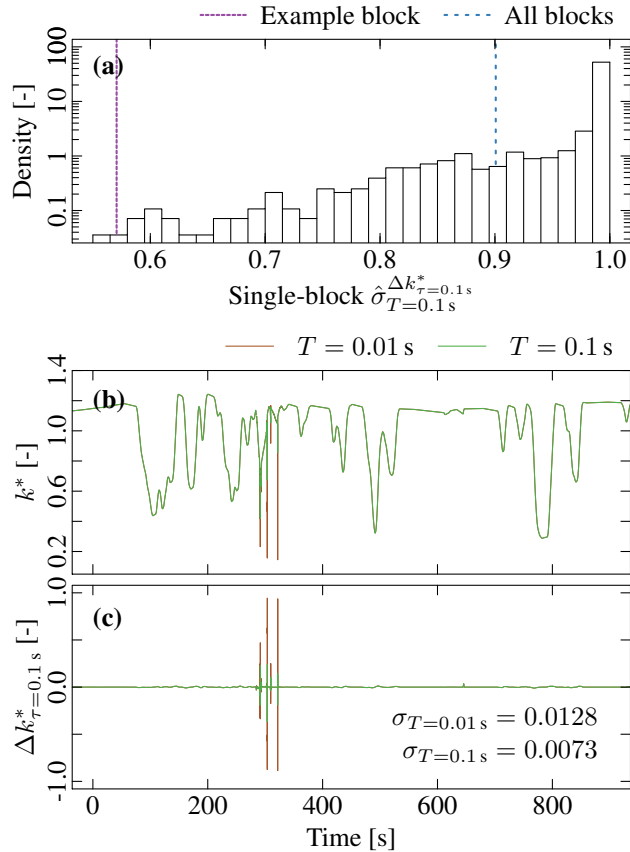 Example block All blocks
(a)
Density [-]
100
10
1
0.1
0.6 0.7 0.8 0.9 1.0
Single-block σ̂_{T=0.1 s}^{Δk*_{τ=0.1 s}}
T = 0.01 s T = 0.1 s
(b)
k* [-]
1.4
1.0
0.6
0.2
(c)
Δk*_{τ=0.1 s} [-]
1.0
0.0
-1.0
σ_{T=0.01 s} = 0.0128
σ_{T=0.1 s} = 0.0073
0 200 400 600 800
Time [s]